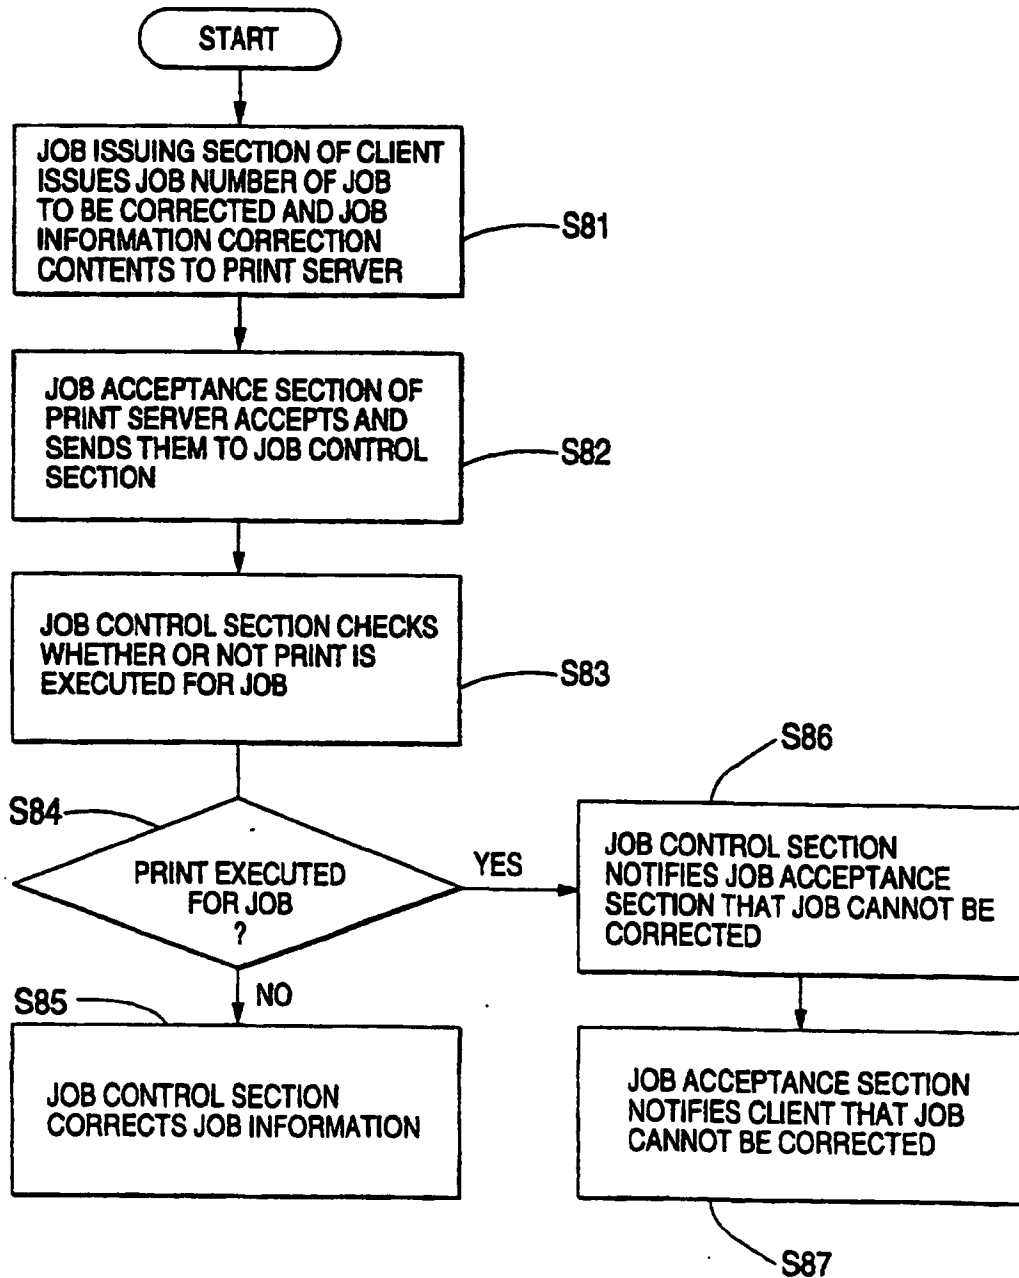 START
JOB ISSUING SECTION OF CLIENT
ISSUES JOB NUMBER OF JOB
TO BE CORRECTED AND JOB
INFORMATION CORRECTION
CONTENTS TO PRINT SERVER
S81
JOB ACCEPTANCE SECTION OF
PRINT SERVER ACCEPTS AND
SENDS THEM TO JOB CONTROL
SECTION
S82
JOB CONTROL SECTION CHECKS
WHETHER OR NOT PRINT IS
EXECUTED FOR JOB
S83
S84
PRINT EXECUTED
FOR JOB
?
YES
NO
S86
JOB CONTROL SECTION
NOTIFIES JOB ACCEPTANCE
SECTION THAT JOB CANNOT BE
CORRECTED
S85
JOB CONTROL SECTION
CORRECTS JOB INFORMATION
JOB ACCEPTANCE SECTION
NOTIFIES CLIENT THAT JOB
CANNOT BE CORRECTED
S87